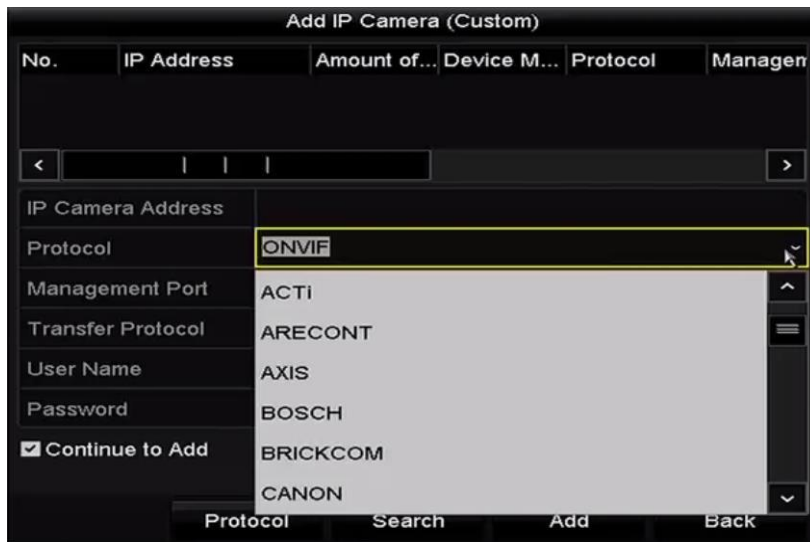 Add IP Camera (Custom)
No. IP Address Amount of... Device M... Protocol Managem
IP Camera Address
Protocol ONVIF
Management Port ACTi
Transfer Protocol ARECONT
User Name AXIS
Password BOSCH
Continue to Add BRICKCOM
CANON
Protocol Search Add Back